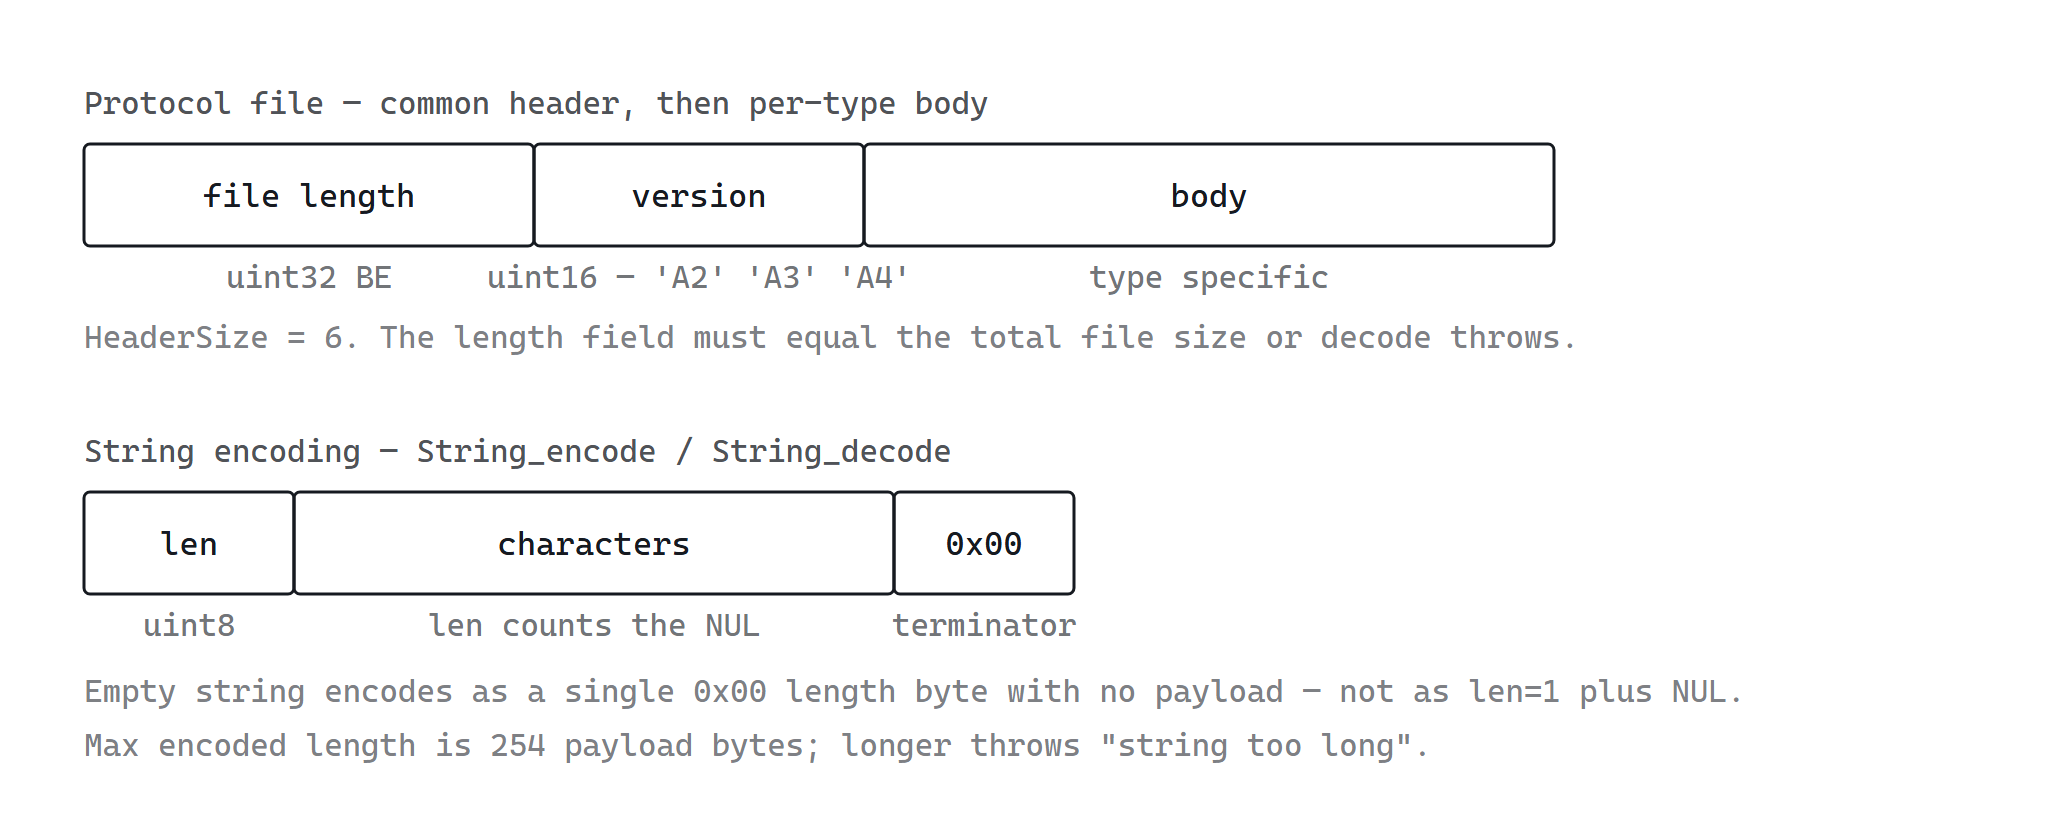 Protocol file — common header, then per-type body
file length version body
uint32 BE uint16 — 'A2' 'A3' 'A4' type specific
HeaderSize = 6. The length field must equal the total file size or decode throws.
String encoding — String_encode / String_decode
len characters 0x00
uint8 len counts the NUL terminator
Empty string encodes as a single 0x00 length byte with no payload — not as len=1 plus NUL.
Max encoded length is 254 payload bytes; longer throws "string too long".